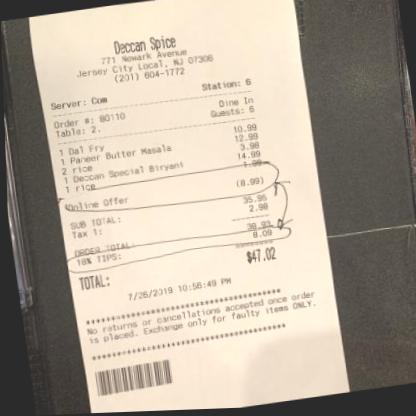 Deccan Spice
771 Newark Avenue
Jersey City Local, NJ 07306
(201) 604-1772
Station: 6
Server: Com
Order #: 80110
Dine In
Table: 2.
Guests: 6
1 Dal Fry 10.99
1 Paneer Butter Masala 12.99
2 rice 3.98
1 Deccan Special Biryani 14.99
1 rice 1.99
Online Offer (8.99)
SUB TOTAL: 35.95
Tax 1: 2.98
ORDER TOTAL: 38.93
18% TIPS: 8.09
TOTAL: $47.02
7/26/2019 10:56:49 PM
No returns or cancellations accepted once order
is placed. Exchange only for faulty items ONLY.